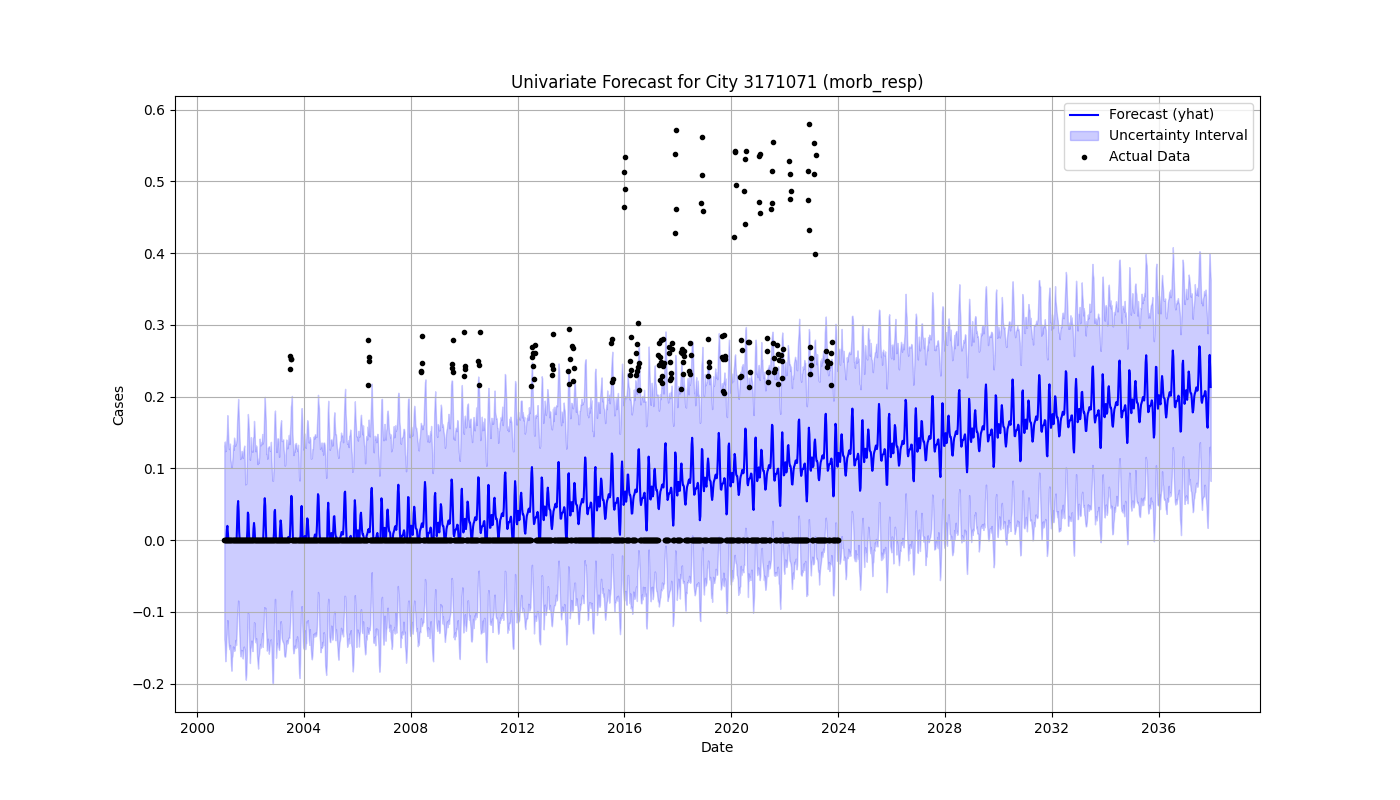 Univariate Forecast for City 3171071 (morb_resp)
Forecast (yhat)
Uncertainty Interval
Actual Data
0.6
0.5
0.4
0.3
0.2
0.1
0.0
−0.1
−0.2
Cases
2000 2004 2008 2012 2016 2020 2024 2028 2032 2036
Date